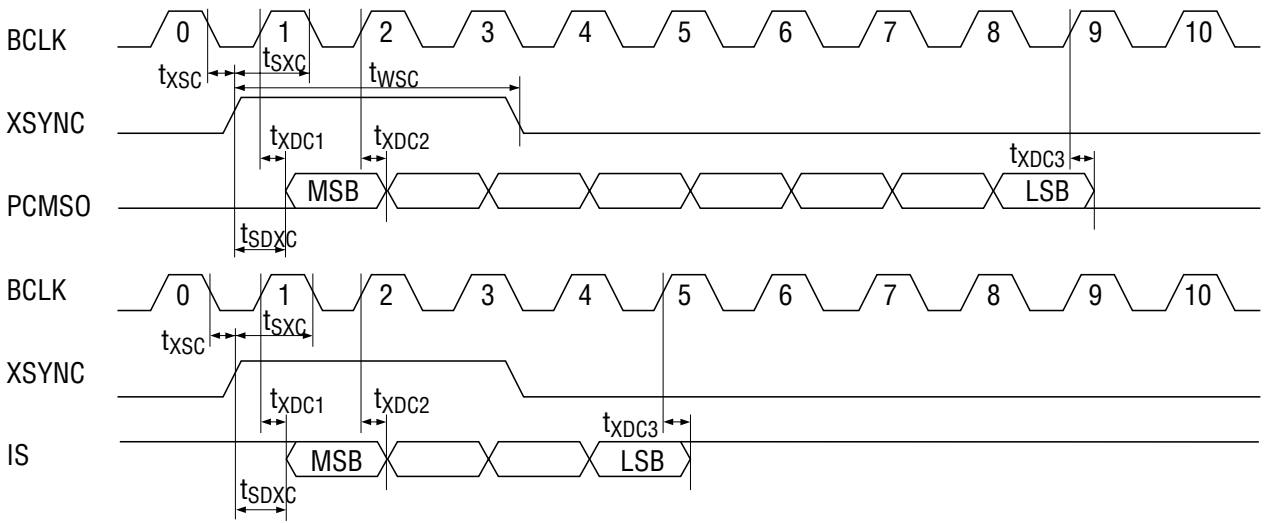 BCLK 0 1 2 3 4 5 6 7 8 9 10
tXSC tSXC tWSC
XSYNC
tXDC1 tXDC2 tXDC3
PCMSO MSB LSB
tSDXC
BCLK 0 1 2 3 4 5 6 7 8 9 10
tXSC tSXC
XSYNC
tXDC1 tXDC2 tXDC3
IS MSB LSB
tSDXC